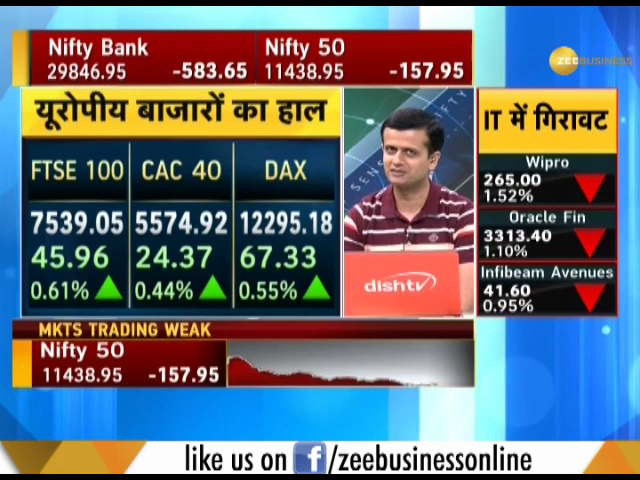 Nifty Bank
29846.95 -583.65
Nifty 50
11438.95 -157.95
ZEEBUSINESS
यूरोपीय बाजारों का हाल
FTSE 100 CAC 40 DAX
7539.05 5574.92 12295.18
45.96 24.37 67.33
0.61% 0.44% 0.55%
SENSEX
NIFTY
dishtv
IT में गिरावट
Wipro
265.00
1.52%
Oracle Fin
3313.40
1.10%
Infibeam Avenues
41.60
0.95%
MKTS TRADING WEAK
Nifty 50
11438.95 -157.95
like us on f/zeebusinessonline